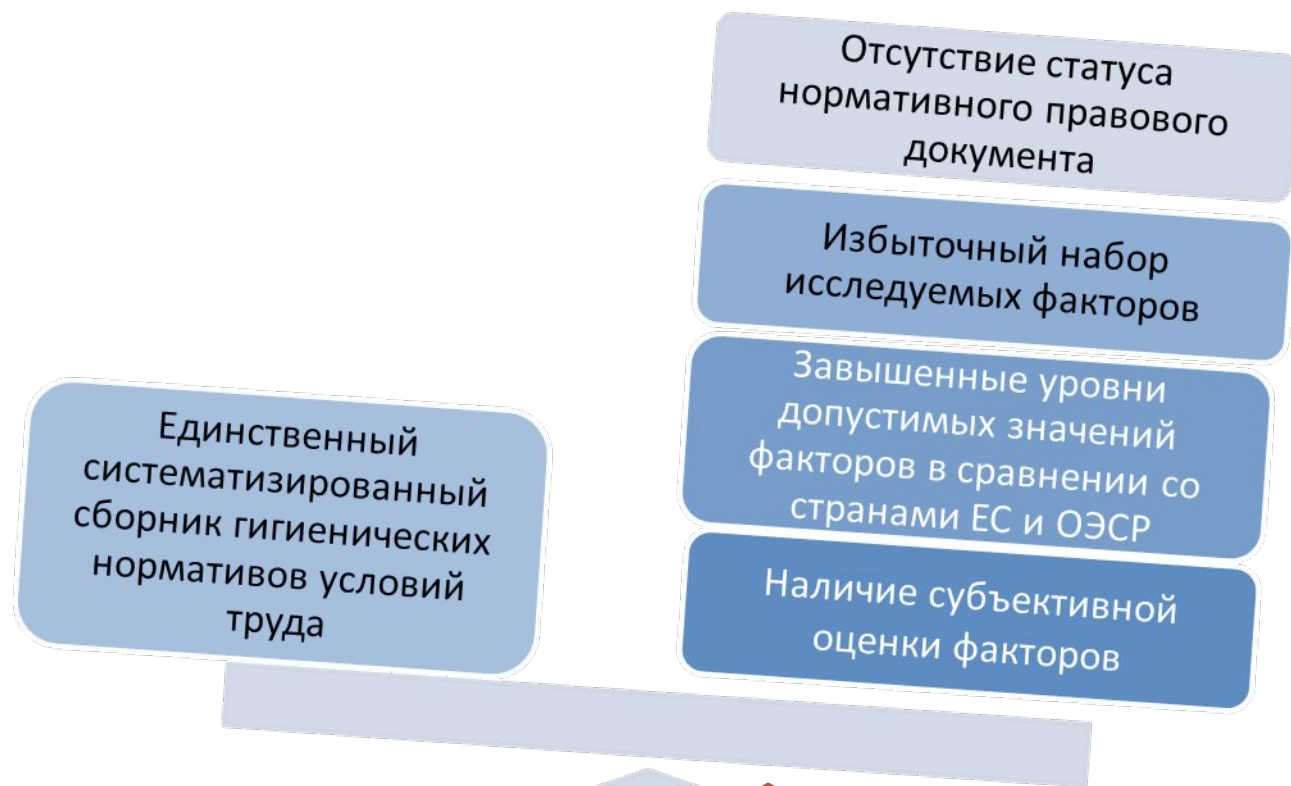 Отсутствие статуса
нормативного правового
документа
Избыточный набор
исследуемых факторов
Завышенные уровни
допустимых значений
факторов в сравнении со
странами ЕС и ОЭСР
Наличие субъективной
оценки факторов
Единственный
систематизированный
сборник гигиенических
нормативов условий
труда